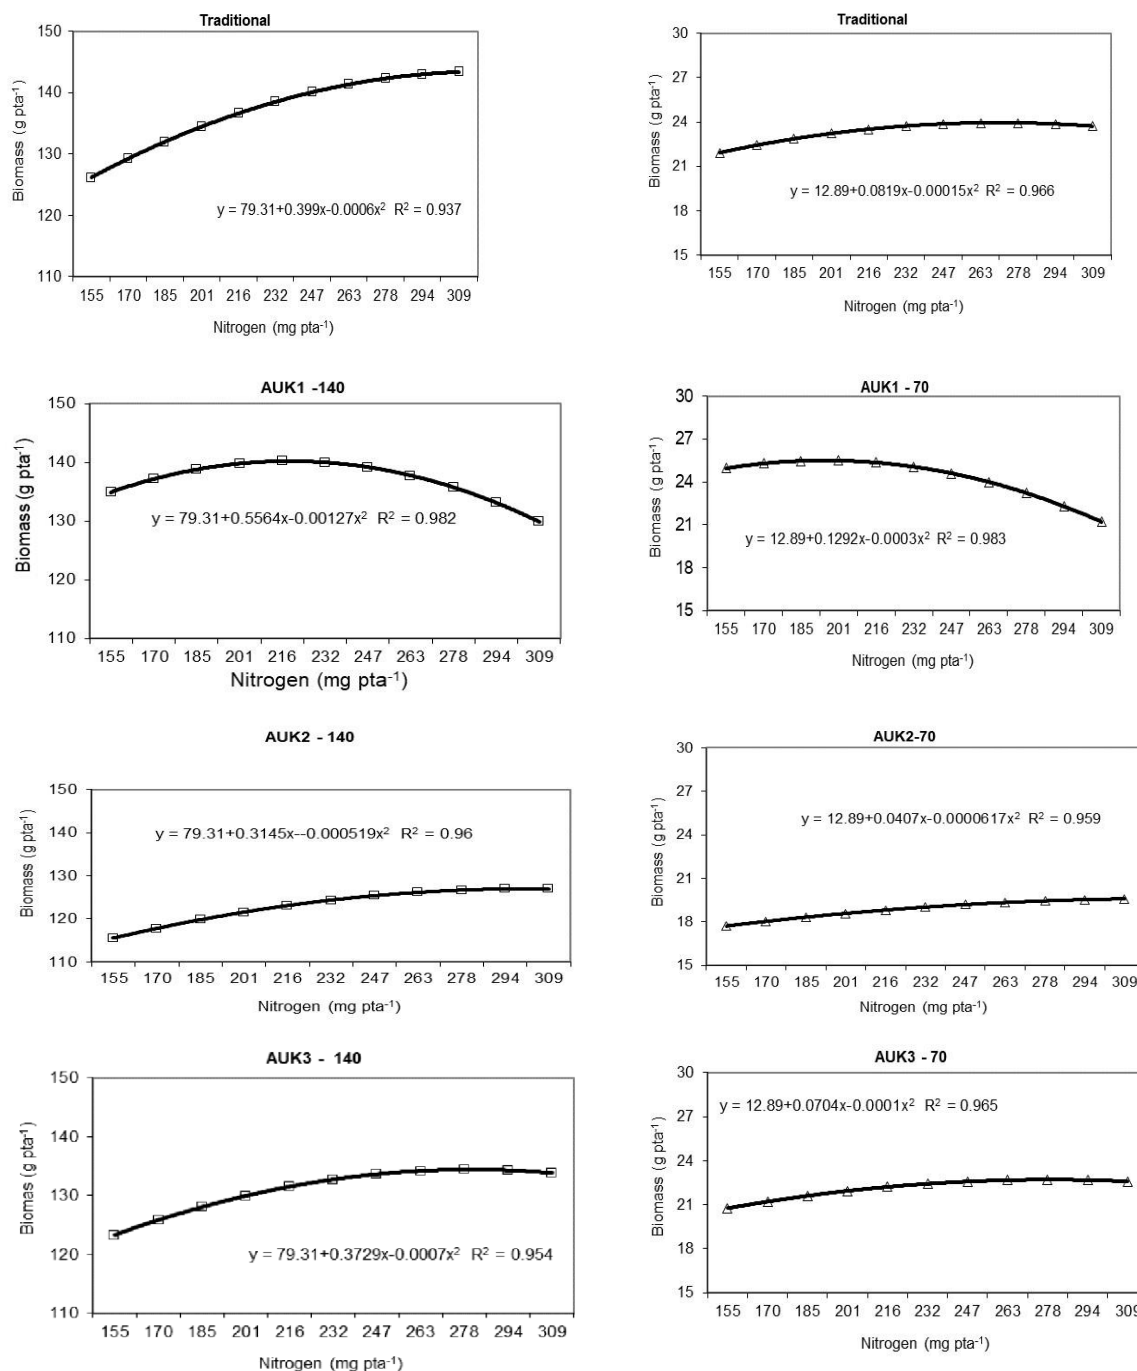 Traditional
150
140
130
120
110
Biomass (g pta-1)
y = 79.31+0.399x-0.0006x² R² = 0.937
155 170 185 201 216 232 247 263 278 294 309
Nitrogen (mg pta-1)
Traditional
30
27
24
21
18
15
Biomass (g pta-1)
y = 12.89+0.0819x-0.00015x² R² = 0.966
155 170 185 201 216 232 247 263 278 294 309
Nitrogen (mg pta-1)
AUK1 -140
150
140
130
120
110
Biomass (g pta-1)
y = 79.31+0.5564x-0.00127x² R² = 0.982
155 170 185 201 216 232 247 263 278 294 309
Nitrogen (mg pta-1)
AUK1 - 70
30
27
24
21
18
15
Biomass (g pta-1)
y = 12.89+0.1292x-0.0003x² R² = 0.983
155 170 185 201 216 232 247 263 278 294 309
Nitrogen (mg pta-1)
AUK2 - 140
150
140
130
120
110
Biomass (g pta-1)
y = 79.31+0.3145x--0.000519x² R² = 0.96
155 170 185 201 216 232 247 263 278 294 309
Nitrogen (mg pta-1)
AUK2-70
30
27
24
21
18
15
Biomass (g pta-1)
y = 12.89+0.0407x-0.0000617x² R² = 0.959
155 170 185 201 216 232 247 263 278 294 309
Nitrogen (mg pta-1)
AUK3 - 140
150
140
130
120
110
Biomas (g pta-1)
y = 79.31+0.3729x-0.0007x² R² = 0.954
155 170 185 201 216 232 247 263 278 294 309
Nitrogen (mg pta-1)
AUK3 - 70
30
27
24
21
18
15
Biomass (g pta-1)
y = 12.89+0.0704x-0.0001x² R² = 0.965
155 170 185 201 216 232 247 263 278 294 309
Nitrogen (mg pta-1)